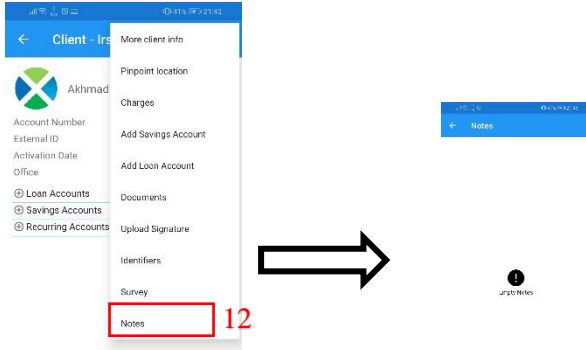 41% 21:42
Client - Irs
More client info
Pinpoint location
Akhmad
Charges
Account Number
External ID
Add Savings Account
Activation Date
Office
Add Loan Account
Loan Accounts
Documents
Savings Accounts
Recurring Accounts
Upload Signature
Identifiers
Survey
Notes
12
Notes
Empty Notes